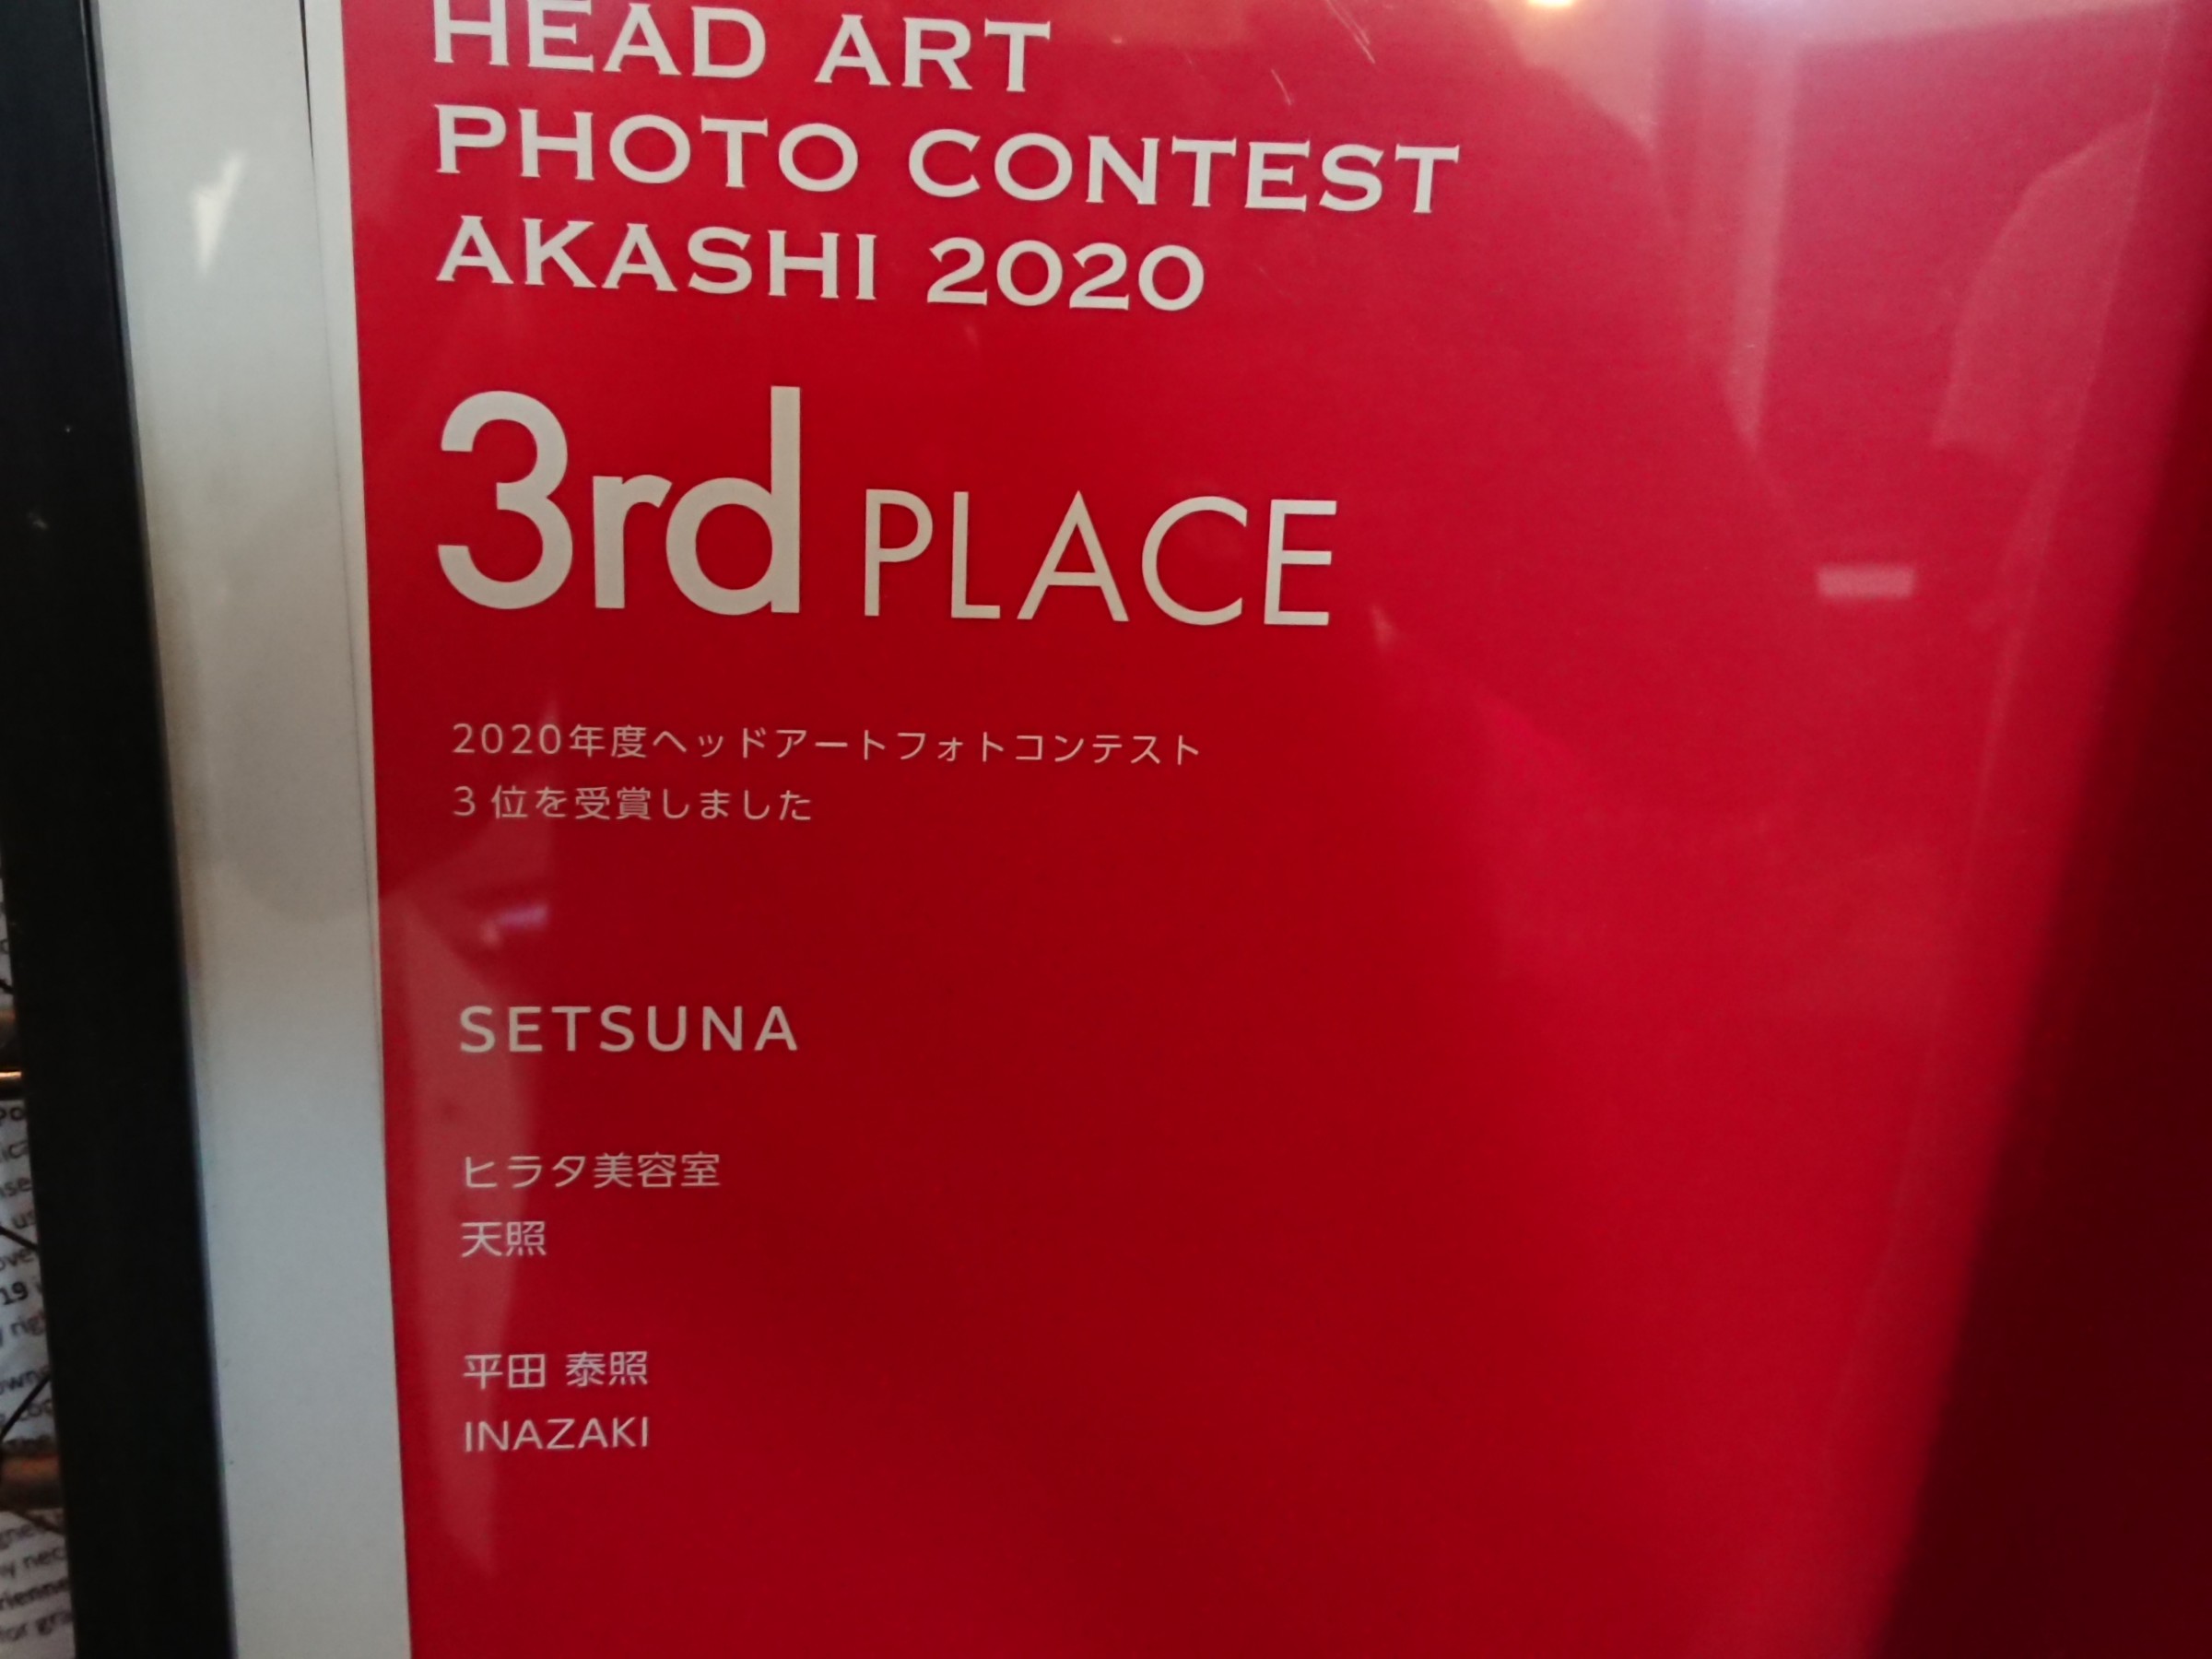 HEAD ART
PHOTO CONTEST
AKASHI 2020
3rd PLACE
2020年度ヘッドアートフォトコンテスト
3位を受賞しました
SETSUNA
ヒラタ美容室
天照
平田 泰照
INAZAKI